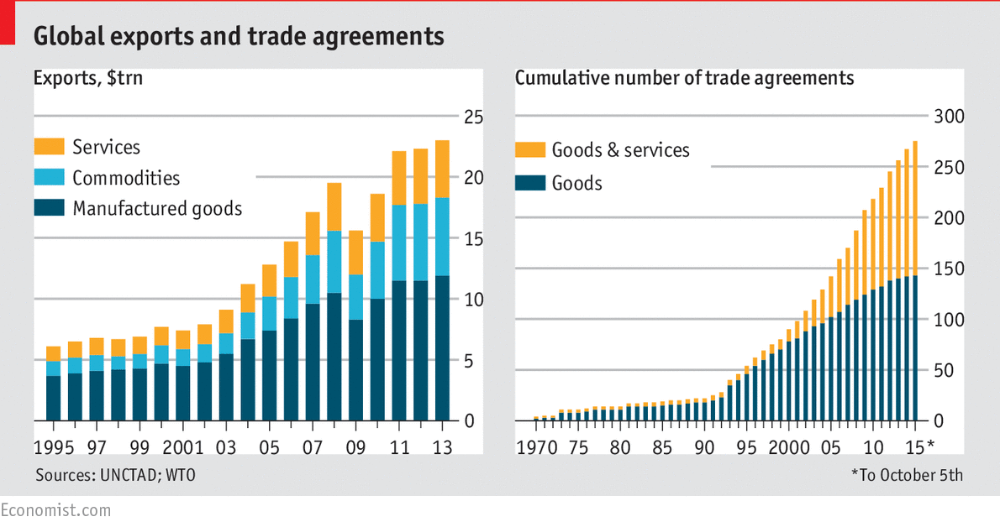 Global exports and trade agreements
Exports, $trn
25
Services
Commodities
20
Manufactured goods
15
10
5
0
1995 97 99 2001 03 05 07 09 11 13
Cumulative number of trade agreements
300
Goods & services
250
Goods
200
150
100
50
0
1970 75 80 85 90 95 2000 05 10 15*
Sources: UNCTAD; WTO
*To October 5th
Economist.com